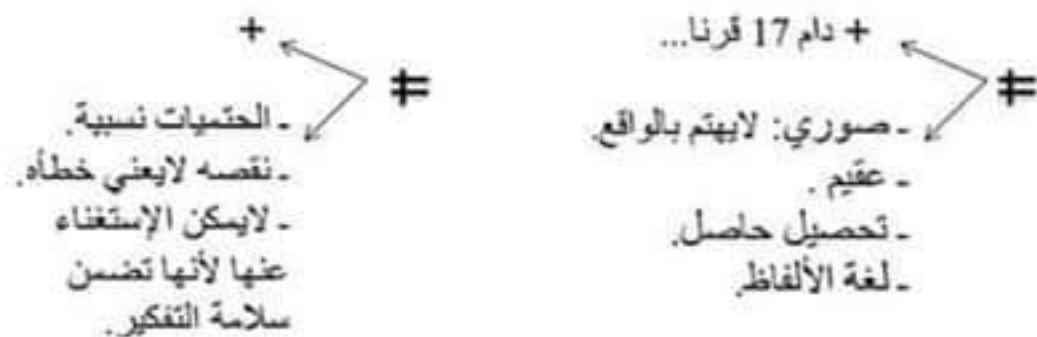 + دام 17 قرنا...
≠
- صوري: لايهتم بالواقع.
- عقيم .
- تحصيل حاصل.
- لغة الألفاظ.
+
≠
- الحتميات نسبية.
- نقصه لايعني خطأه.
- لايمكن الإستغناء
عنها لأنها تضمن
سلامة التفكير.